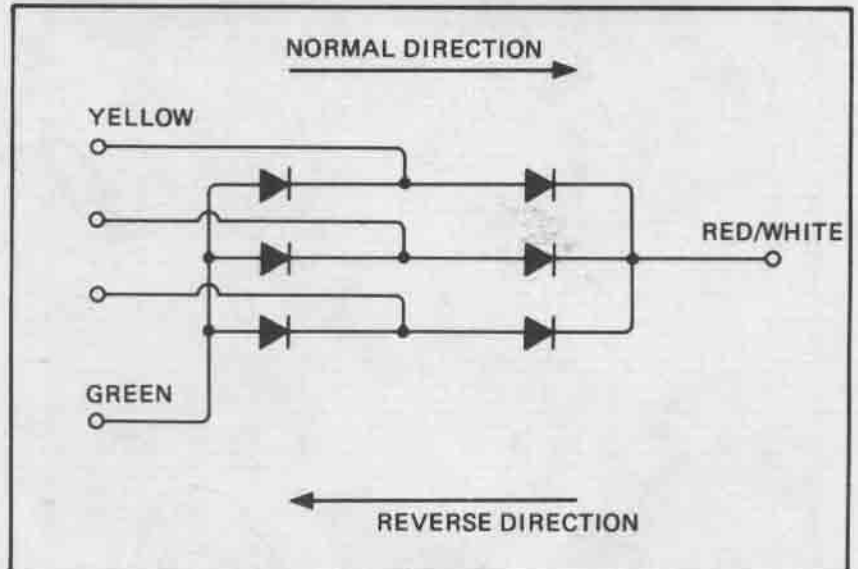 NORMAL DIRECTION
YELLOW
RED/WHITE
GREEN
REVERSE DIRECTION